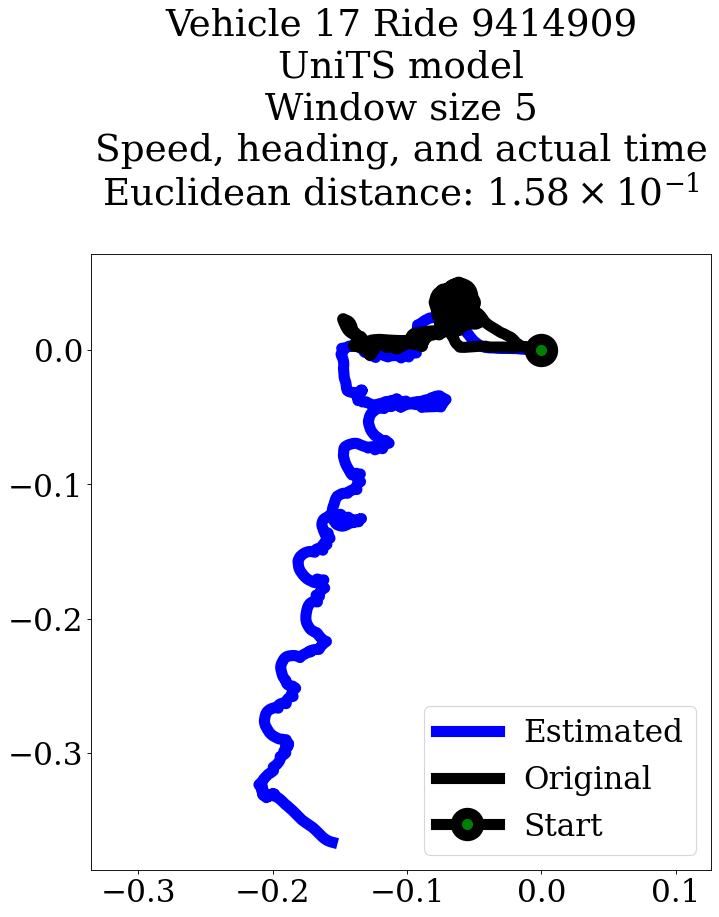 Vehicle 17 Ride 9414909
UniTS model
Window size 5
Speed, heading, and actual time
Euclidean distance: 1.58 × 10⁻¹
0.0
−0.1
−0.2
−0.3
Estimated
Original
Start
−0.3 −0.2 −0.1 0.0 0.1